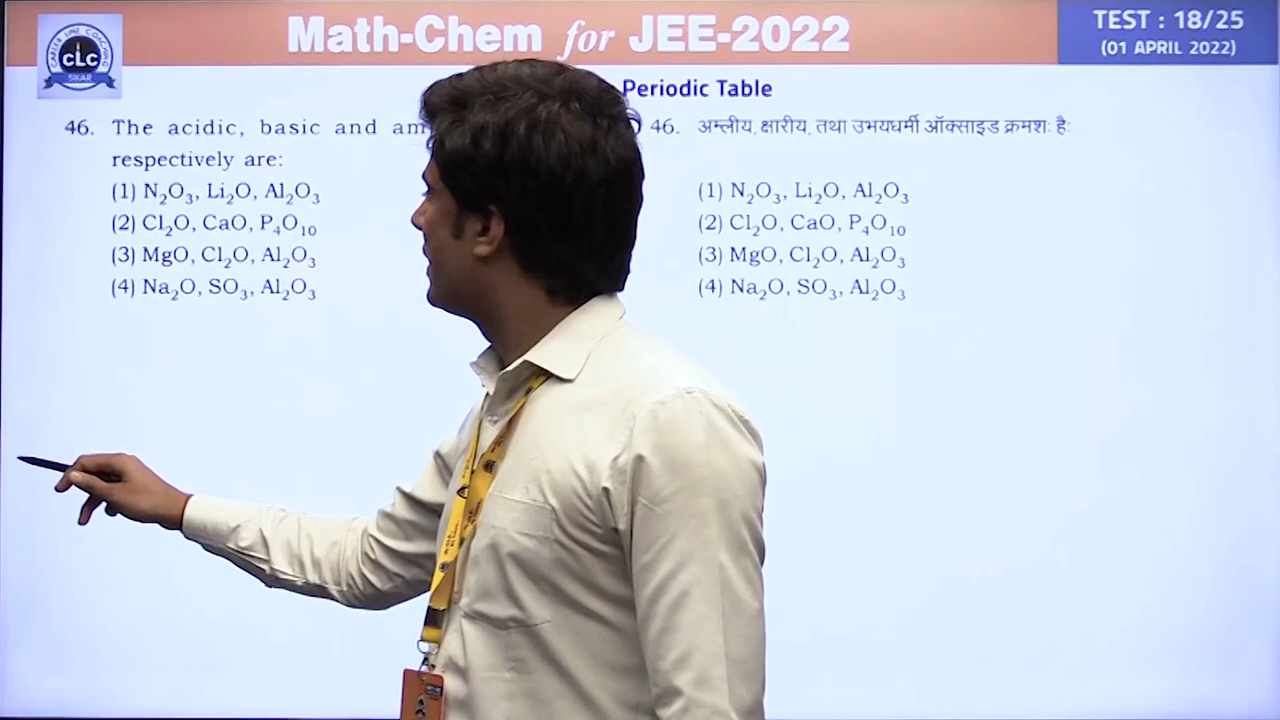 Math-Chem for JEE-2022
TEST : 18/25
(01 APRIL 2022)
CAREER LINE COACHING
CLC
SIKAR
Periodic Table
46. The acidic, basic and am
respectively are:
(1) N₂O₃, Li₂O, Al₂O₃
(2) Cl₂O, CaO, P₄O₁₀
(3) MgO, Cl₂O, Al₂O₃
(4) Na₂O, SO₃, Al₂O₃
46. अम्लीय, क्षारीय, तथा उभयधर्मी ऑक्साइड क्रमशः हैः
(1) N₂O₃, Li₂O, Al₂O₃
(2) Cl₂O, CaO, P₄O₁₀
(3) MgO, Cl₂O, Al₂O₃
(4) Na₂O, SO₃, Al₂O₃